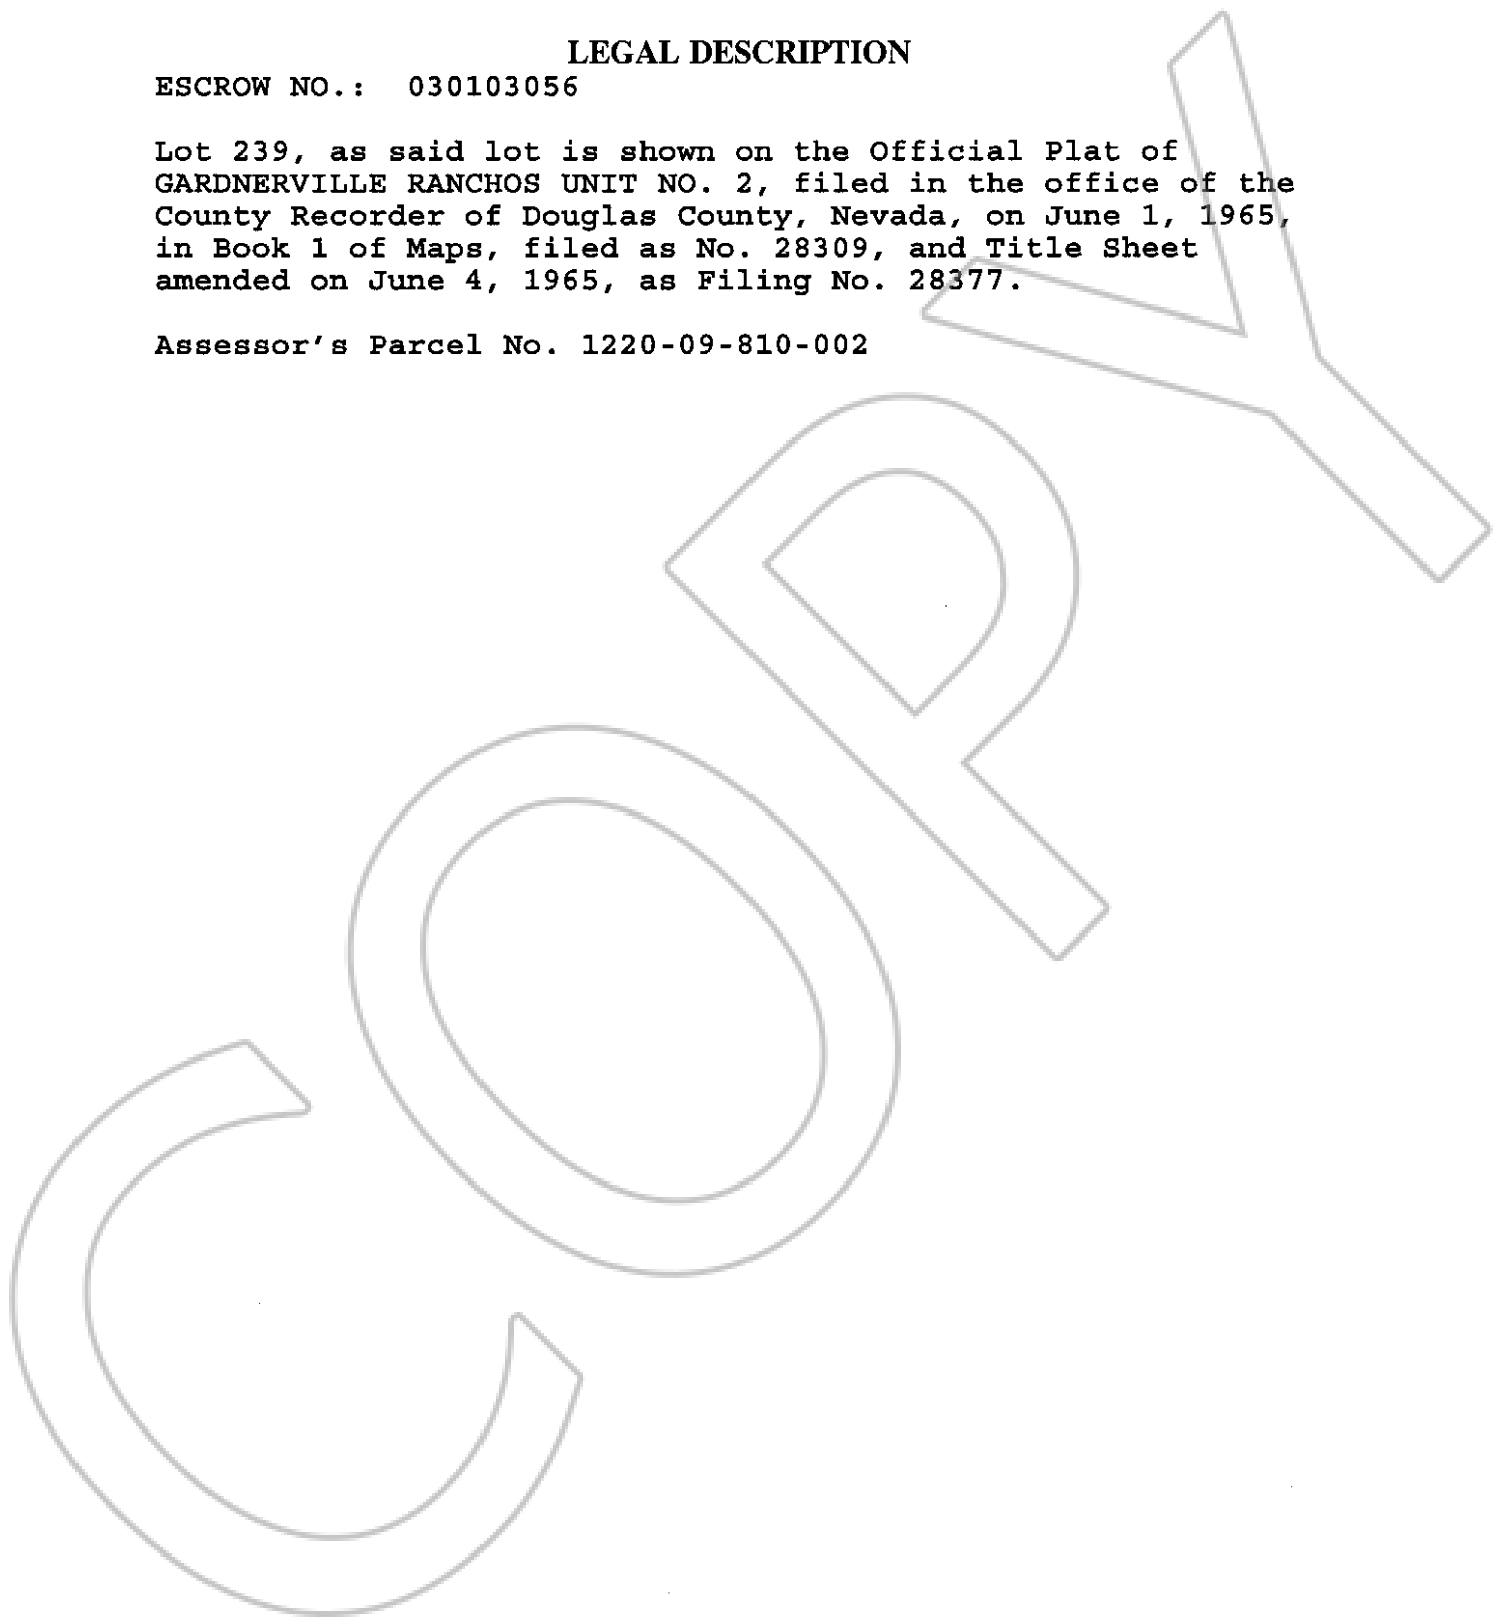 LEGAL DESCRIPTION
ESCROW NO.: 030103056
Lot 239, as said lot is shown on the Official Plat of
GARDNERVILLE RANCHOS UNIT NO. 2, filed in the office of the
County Recorder of Douglas County, Nevada, on June 1, 1965,
in Book 1 of Maps, filed as No. 28309, and Title Sheet
amended on June 4, 1965, as Filing No. 28377.
Assessor's Parcel No. 1220-09-810-002
COPY